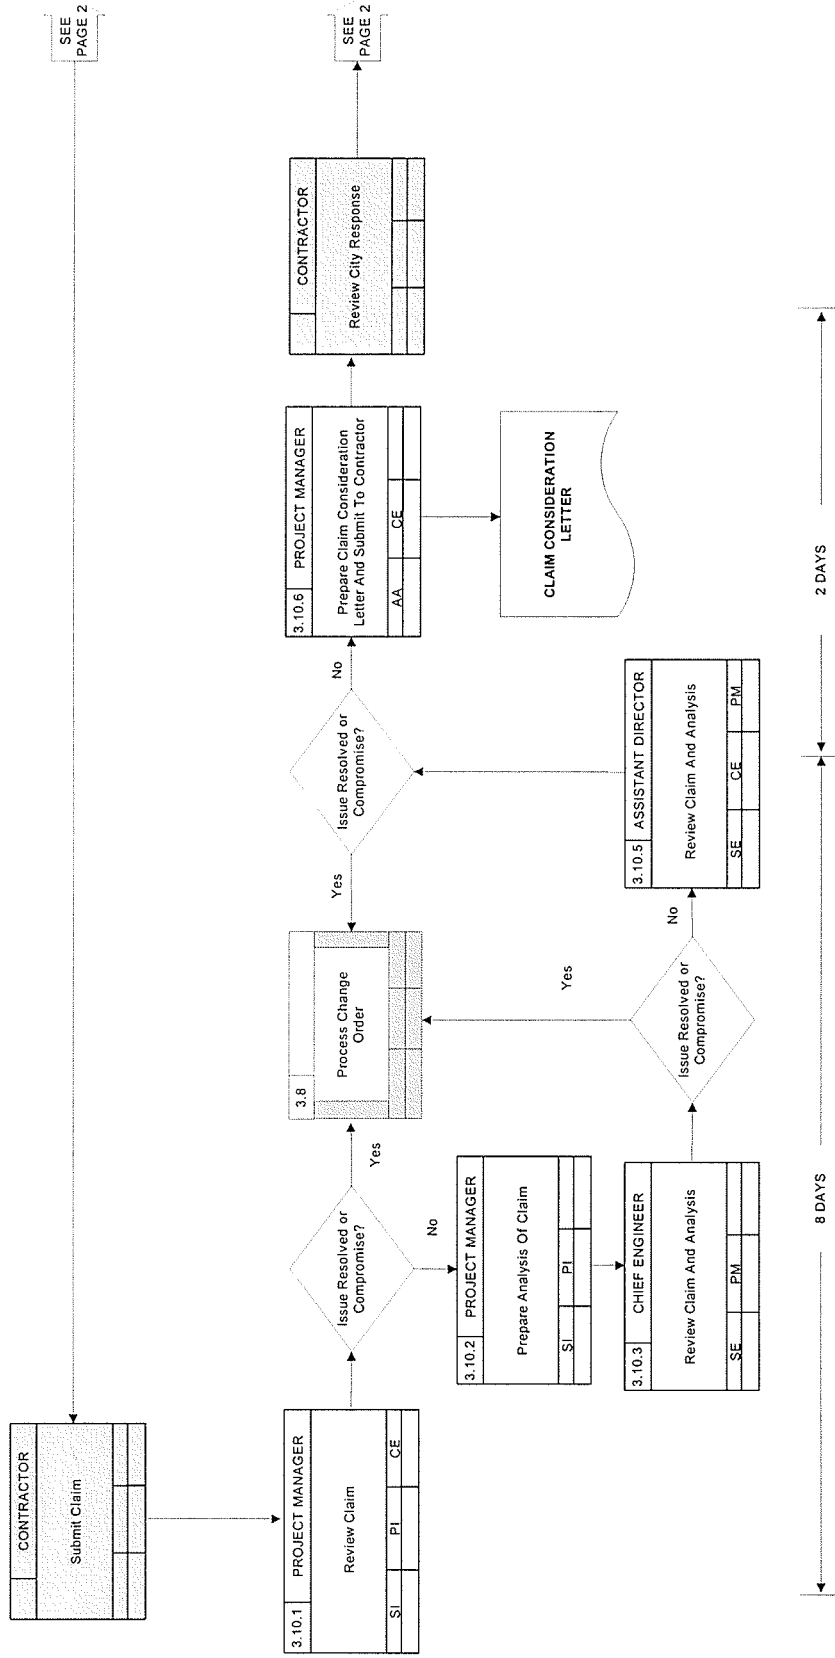 CONTRACTOR
Submit Claim
SEE
PAGE 2
3.10.1 PROJECT MANAGER
Review Claim
SI PI CE
Issue Resolved or
Compromise?
Yes
No
3.8
Process Change
Order
Yes
Issue Resolved or
Compromise?
No
3.10.6 PROJECT MANAGER
Prepare Claim Consideration
Letter And Submit To Contractor
AA CE
CONTRACTOR
Review City Response
SEE
PAGE 2
3.10.2 PROJECT MANAGER
Prepare Analysis Of Claim
SI PI
CLAIM CONSIDERATION
LETTER
3.10.3 CHIEF ENGINEER
Review Claim And Analysis
SE PM
Issue Resolved or
Compromise?
Yes
No
3.10.5 ASSISTANT DIRECTOR
Review Claim And Analysis
SE CE PM
8 DAYS
2 DAYS